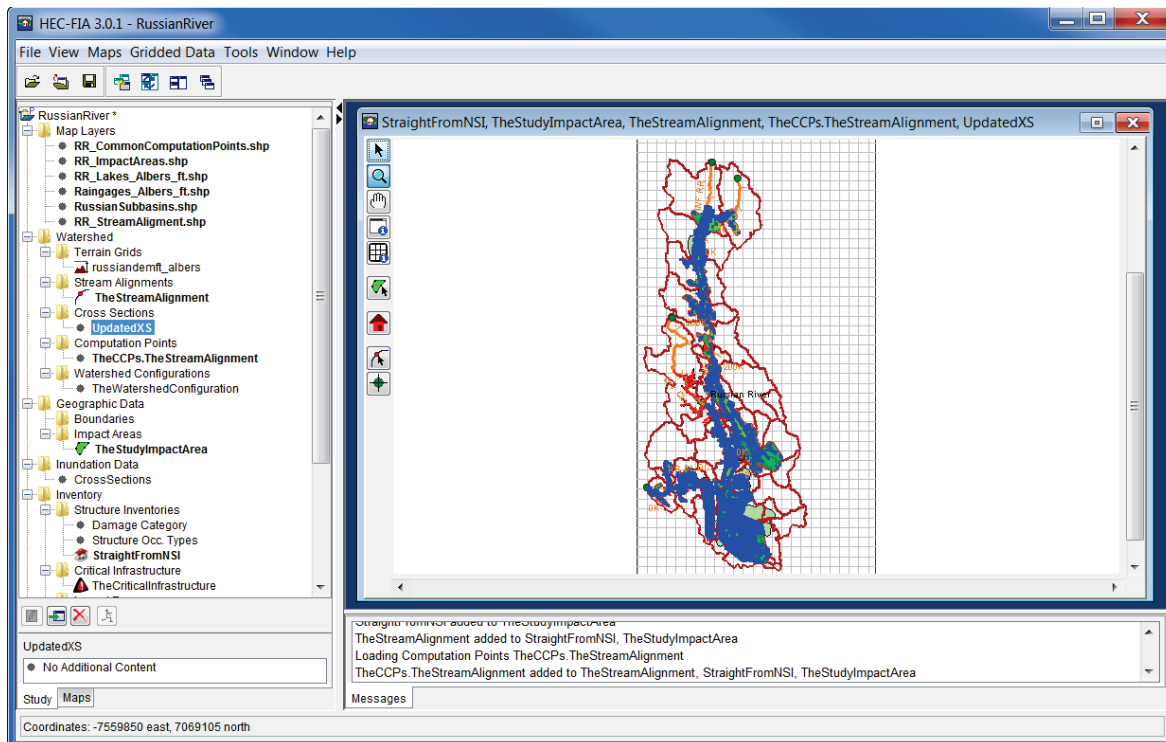 HEC-FIA 3.0.1 - RussianRiver
File View Maps Gridded Data Tools Window Help
RussianRiver *
Map Layers
RR_CommonComputationPoints.shp
RR_ImpactAreas.shp
RR_Lakes_Albers_ft.shp
Raingages_Albers_ft.shp
RussianSubbasins.shp
RR_StreamAligment.shp
Watershed
Terrain Grids
russiandemft_albers
Stream Alignments
TheStreamAlignment
Cross Sections
UpdatedXS
Computation Points
TheCCPs.TheStreamAlignment
Watershed Configurations
TheWatershedConfiguration
Geographic Data
Boundaries
Impact Areas
TheStudyImpactArea
Inundation Data
CrossSections
Inventory
Structure Inventories
Damage Category
Structure Occ. Types
StraightFromNSI
Critical Infrastructure
TheCriticalInfrastructure
UpdatedXS
No Additional Content
Study Maps
StraightFromNSI, TheStudyImpactArea, TheStreamAlignment, TheCCPs.TheStreamAlignment, UpdatedXS
Russian River
StraightFromNSI added to TheStudyImpactArea
TheStreamAlignment added to StraightFromNSI, TheStudyImpactArea
Loading Computation Points TheCCPs.TheStreamAlignment
TheCCPs.TheStreamAlignment added to TheStreamAlignment, StraightFromNSI, TheStudyImpactArea
Messages
Coordinates: -7559850 east, 7069105 north